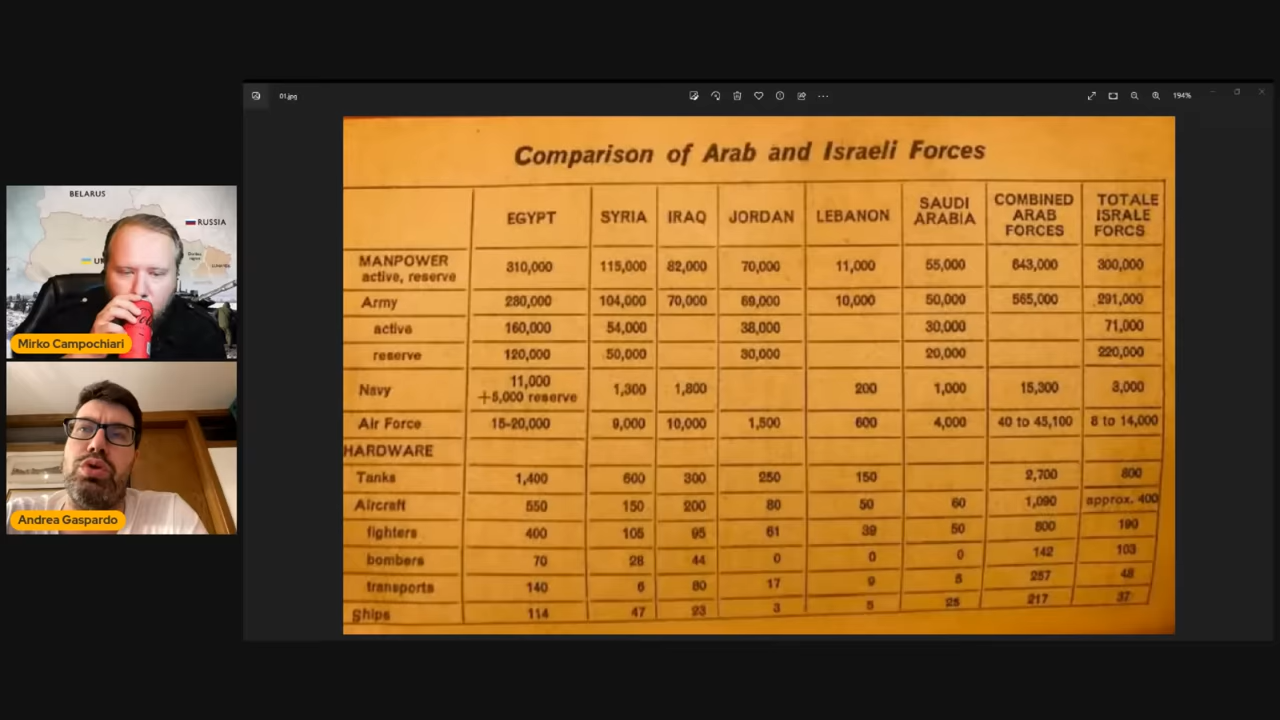 01.jpg
194%
Comparison of Arab and Israeli Forces
EGYPT SYRIA IRAQ JORDAN LEBANON SAUDI ARABIA COMBINED ARAB FORCES TOTALE ISRALE FORCS
MANPOWER active, reserve 310,000 115,000 82,000 70,000 11,000 55,000 643,000 300,000
Army 280,000 104,000 70,000 69,000 10,000 50,000 565,000 291,000
active 160,000 54,000 38,000 30,000 71,000
reserve 120,000 50,000 30,000 20,000 220,000
Navy 11,000 +5,000 reserve 1,300 1,800 200 1,000 15,300 3,000
Air Force 15-20,000 9,000 10,000 1,500 600 4,000 40 to 45,100 8 to 14,000
HARDWARE
Tanks 1,400 600 300 250 150 2,700 800
Aircraft 550 150 200 80 50 60 1,090 approx. 400
fighters 400 105 95 61 39 50 800 190
bombers 70 28 44 0 0 0 142 103
transports 140 6 80 17 9 5 257 48
Ships 114 47 23 3 5 25 217 37
BELARUS
RUSSIA
Mirko Campochiari
Andrea Gaspardo